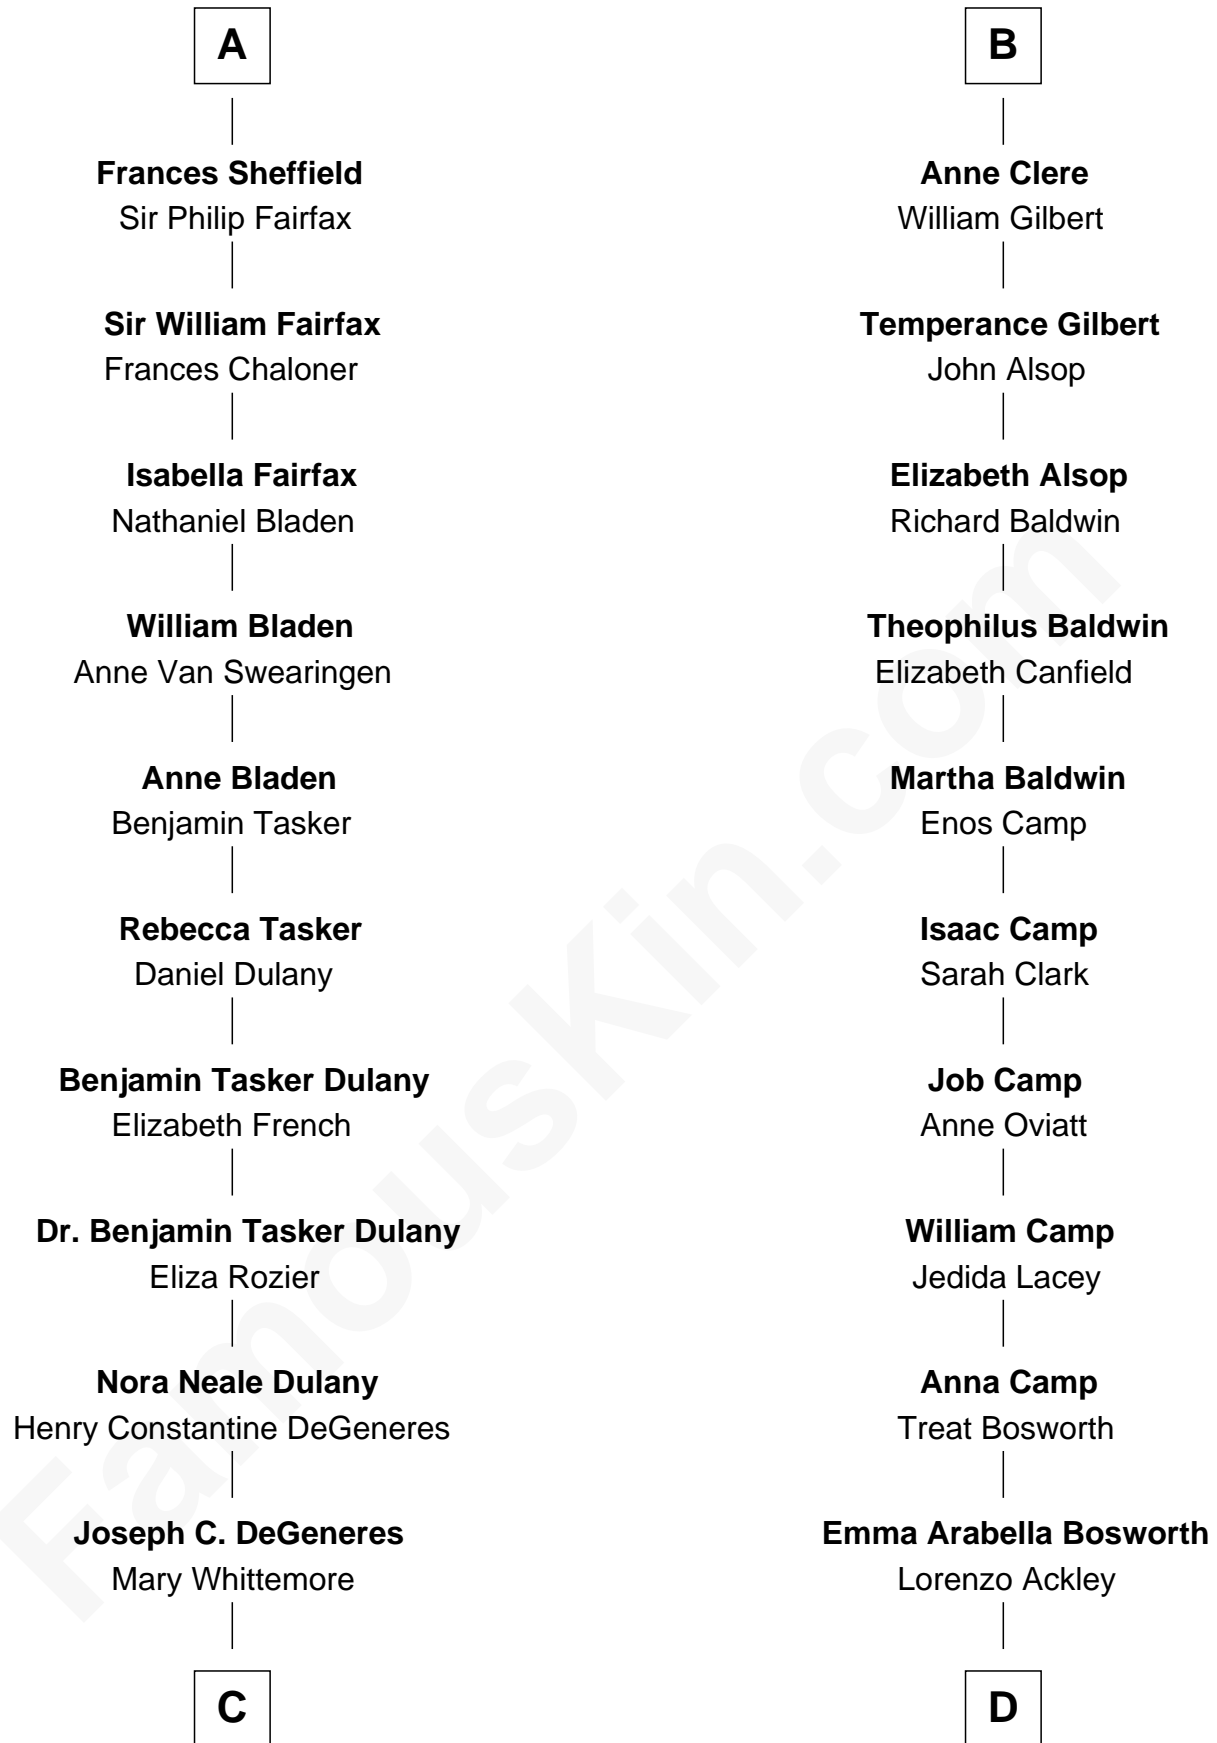 A
Frances Sheffield
Sir Philip Fairfax
Sir William Fairfax
Frances Chaloner
Isabella Fairfax
Nathaniel Bladen
William Bladen
Anne Van Swearingen
Anne Bladen
Benjamin Tasker
Rebecca Tasker
Daniel Dulany
Benjamin Tasker Dulany
Elizabeth French
Dr. Benjamin Tasker Dulany
Eliza Rozier
Nora Neale Dulany
Henry Constantine DeGeneres
Joseph C. DeGeneres
Mary Whittemore
C
B
Anne Clere
William Gilbert
Temperance Gilbert
John Alsop
Elizabeth Alsop
Richard Baldwin
Theophilus Baldwin
Elizabeth Canfield
Martha Baldwin
Enos Camp
Isaac Camp
Sarah Clark
Job Camp
Anne Oviatt
William Camp
Jedida Lacey
Anna Camp
Treat Bosworth
Emma Arabella Bosworth
Lorenzo Ackley
D
FamousKin.com